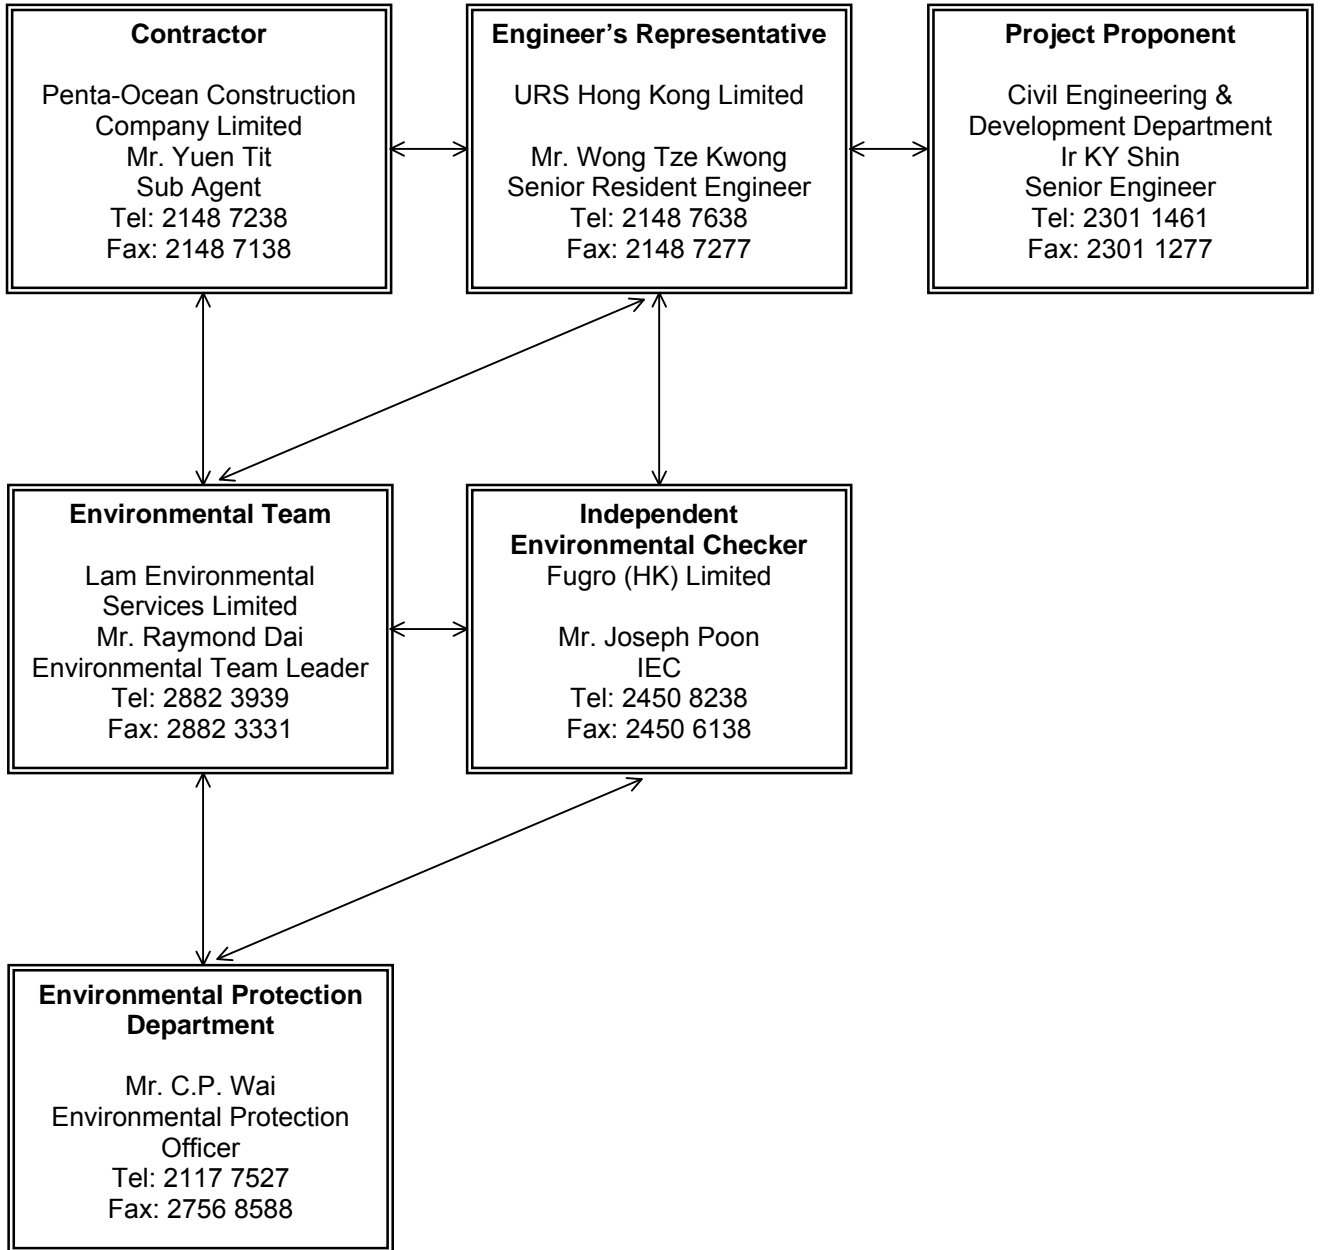 Contractor
Penta-Ocean Construction
Company Limited
Mr. Yuen Tit
Sub Agent
Tel: 2148 7238
Fax: 2148 7138
Engineer's Representative
URS Hong Kong Limited
Mr. Wong Tze Kwong
Senior Resident Engineer
Tel: 2148 7638
Fax: 2148 7277
Project Proponent
Civil Engineering &
Development Department
Ir KY Shin
Senior Engineer
Tel: 2301 1461
Fax: 2301 1277
Environmental Team
Lam Environmental
Services Limited
Mr. Raymond Dai
Environmental Team Leader
Tel: 2882 3939
Fax: 2882 3331
Independent
Environmental Checker
Fugro (HK) Limited
Mr. Joseph Poon
IEC
Tel: 2450 8238
Fax: 2450 6138
Environmental Protection
Department
Mr. C.P. Wai
Environmental Protection
Officer
Tel: 2117 7527
Fax: 2756 8588